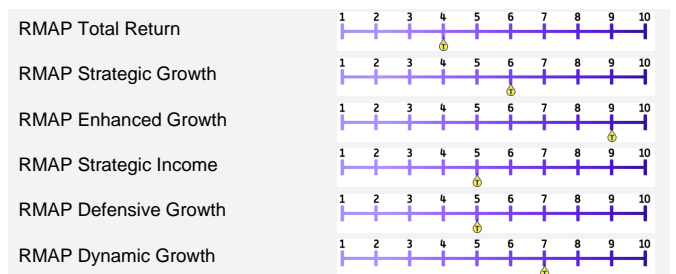 RMAP Total Return 1 2 3 4 5 6 7 8 9 10
T
RMAP Strategic Growth 1 2 3 4 5 6 7 8 9 10
T
RMAP Enhanced Growth 1 2 3 4 5 6 7 8 9 10
T
RMAP Strategic Income 1 2 3 4 5 6 7 8 9 10
T
RMAP Defensive Growth 1 2 3 4 5 6 7 8 9 10
T
RMAP Dynamic Growth 1 2 3 4 5 6 7 8 9 10
T